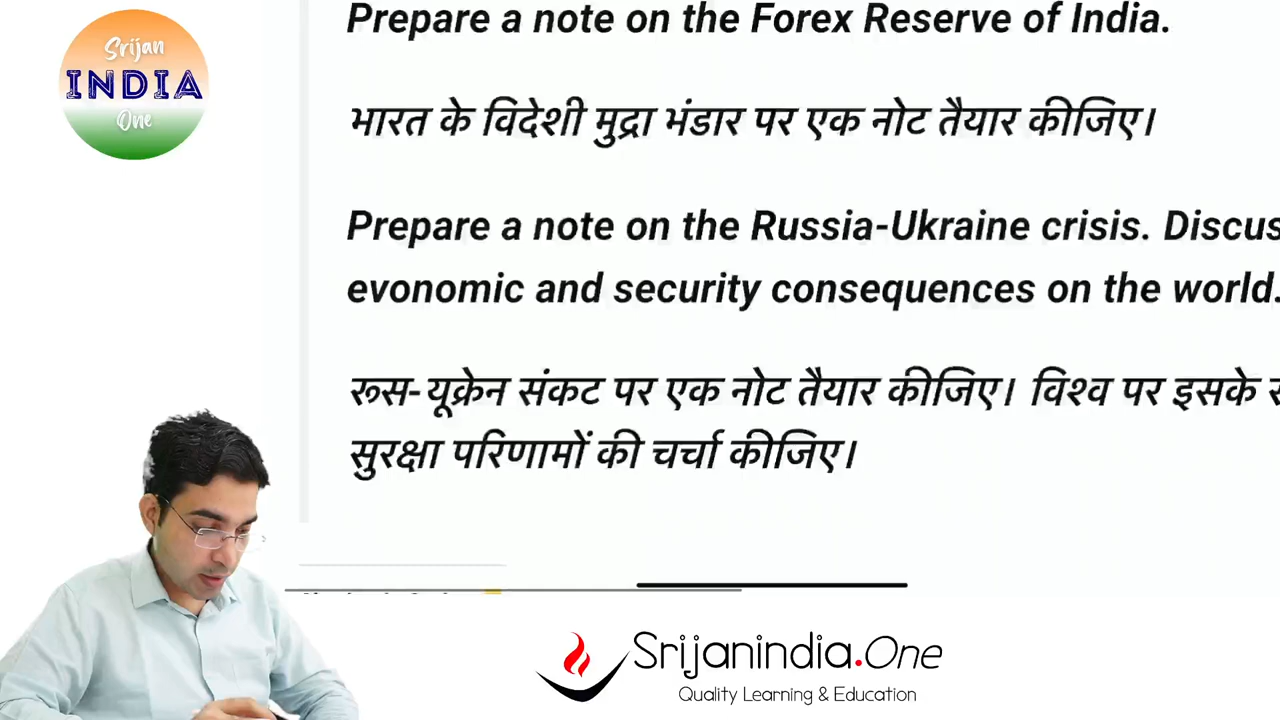 Srijan
INDIA
One
Prepare a note on the Forex Reserve of India.
भारत के विदेशी मुद्रा भंडार पर एक नोट तैयार कीजिए।
Prepare a note on the Russia-Ukraine crisis. Discus
evonomic and security consequences on the world.
रूस-यूक्रेन संकट पर एक नोट तैयार कीजिए। विश्व पर इसके
सुरक्षा परिणामों की चर्चा कीजिए।
Srijanindia.One
Quality Learning & Education